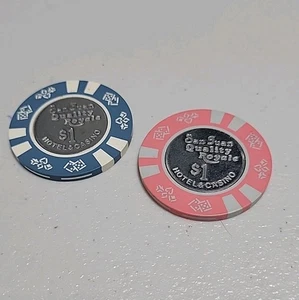 San Juan
Quality
Royale
$1
HOTEL & CASINO
San Juan
Quality
Royale
$1
HOTEL & CASINO